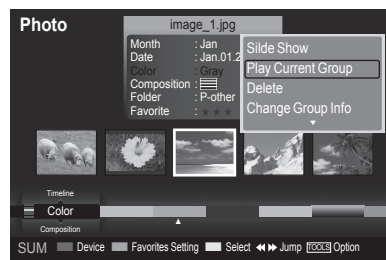 Photo
image_1.jpg
Month : Jan
Date : Jan.01.2
Color : Gray
Composition :
Folder : P-other
Favorite : ★ ★ ★
Silde Show
Play Current Group
Delete
Change Group Info
Timeline
Color
Composition
SUM Device Favorites Setting Select Jump TOOLS Option